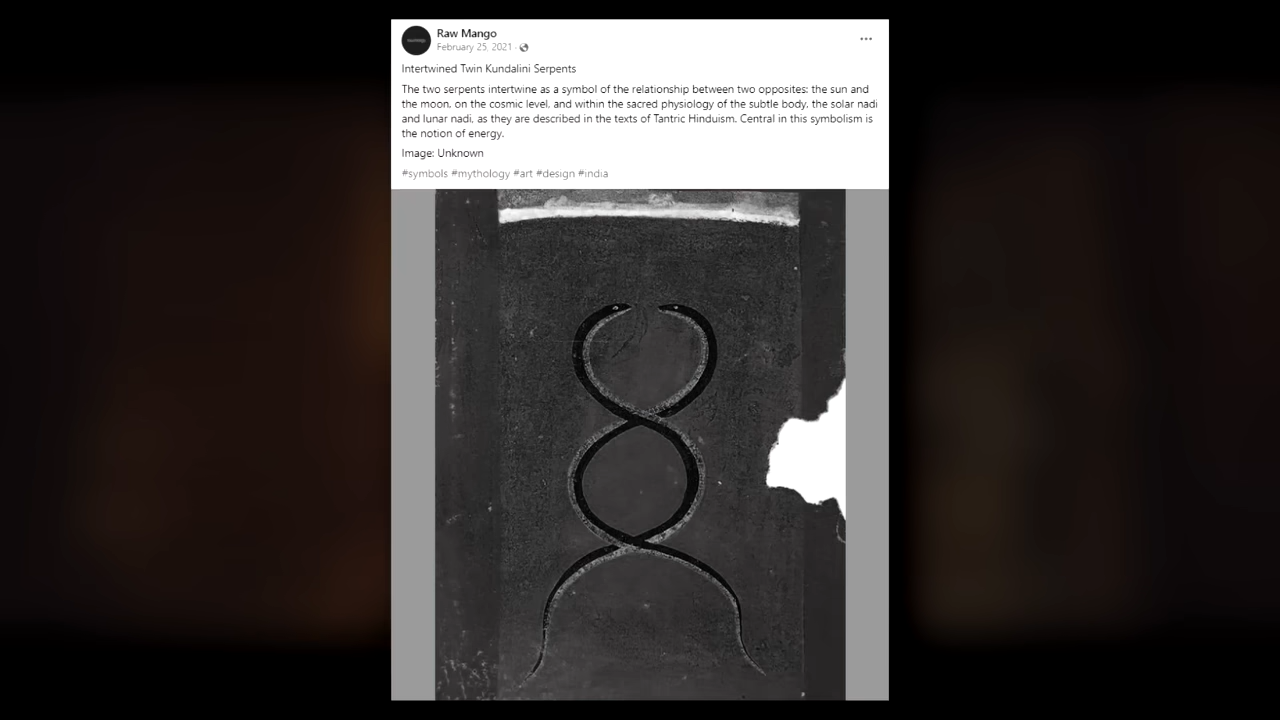 Raw Mango
February 25, 2021 ·
Intertwined Twin Kundalini Serpents
The two serpents intertwine as a symbol of the relationship between two opposites: the sun and
the moon, on the cosmic level, and within the sacred physiology of the subtle body, the solar nadi
and lunar nadi, as they are described in the texts of Tantric Hinduism. Central in this symbolism is
the notion of energy.
Image: Unknown
#symbols #mythology #art #design #india